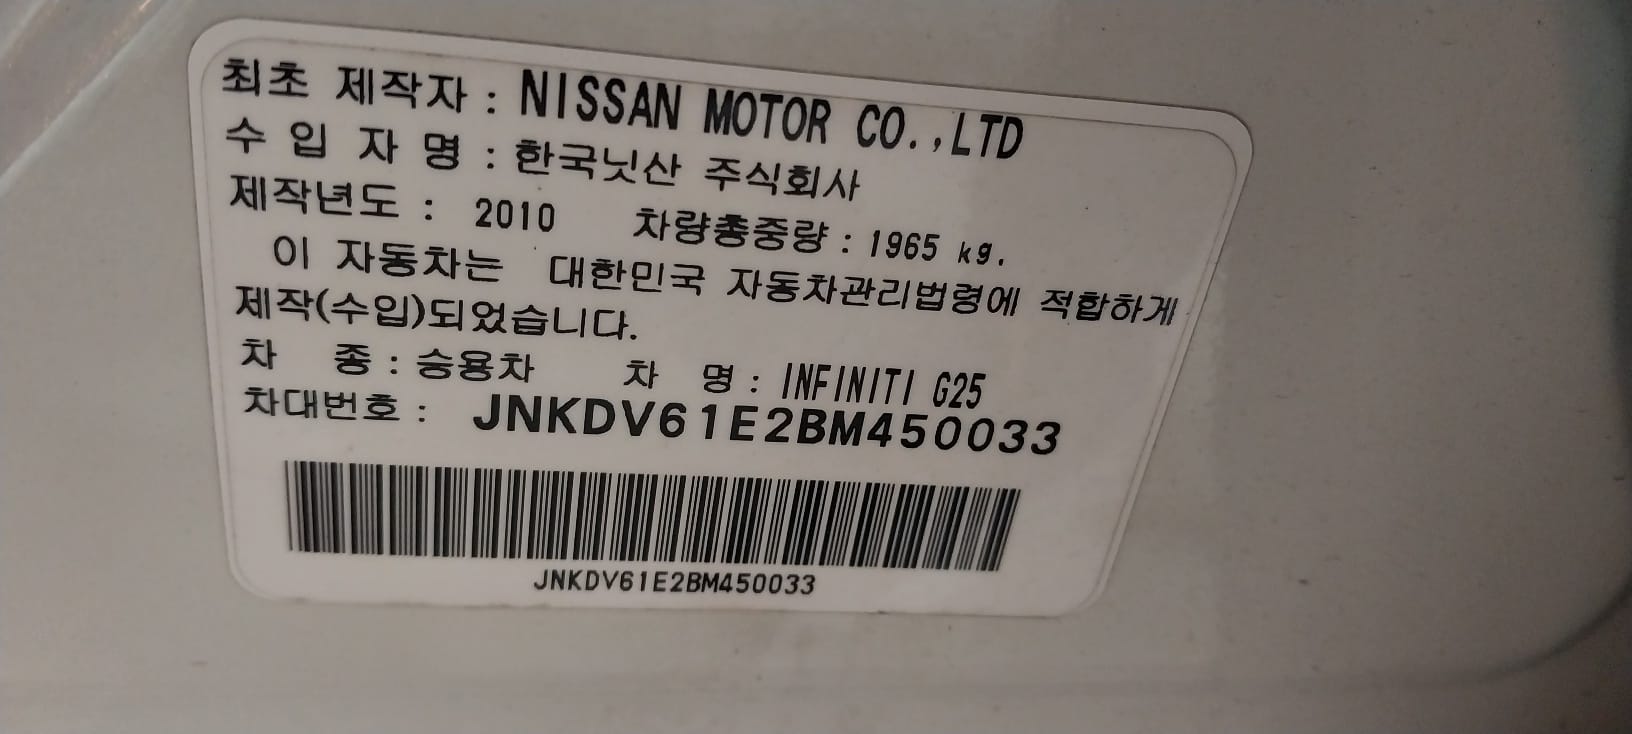 최초 제작자 : NISSAN MOTOR CO.,LTD
수 입 자 명 : 한국닛산 주식회사
제작년도 : 2010 차량총중량 : 1965 kg.
이 자동차는 대한민국 자동차관리법령에 적합하게
제작(수입)되었습니다.
차 종 : 승용차 차 명 : INFINITI G25
차대번호 : JNKDV61E2BM450033
JNKDV61E2BM450033